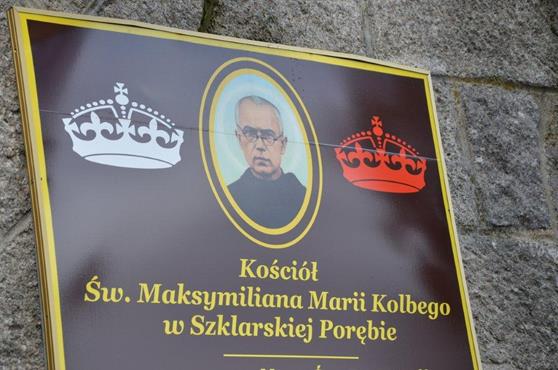 Kościół
Św. Maksymiliana Marii Kolbego
w Szklarskiej Porębie